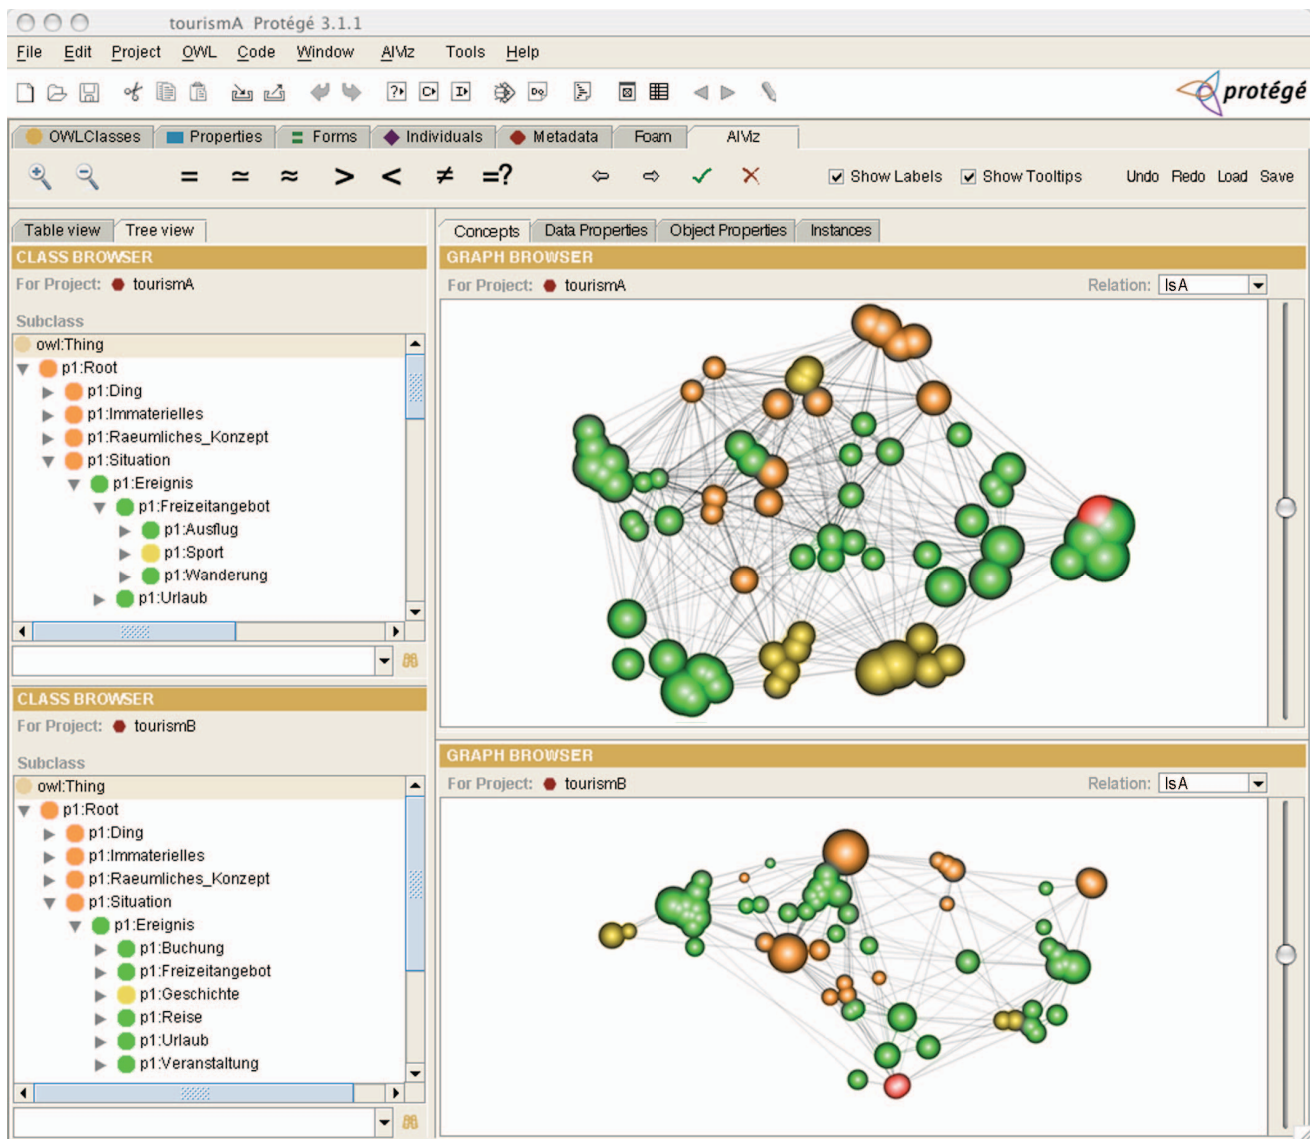 tourismA Protégé 3.1.1
File Edit Project OWL Code Window AlViz Tools Help
protégé
OWLClasses Properties Forms Individuals Metadata Foam AlViz
= ≃ ≈ > < ≠ =? Show Labels Show Tooltips Undo Redo Load Save
Table view Tree view
Concepts Data Properties Object Properties Instances
CLASS BROWSER
For Project: tourismA
Subclass
owl:Thing
p1:Root
p1:Ding
p1:Immaterielles
p1:Raeumliches_Konzept
p1:Situation
p1:Ereignis
p1:Freizeitangebot
p1:Ausflug
p1:Sport
p1:Wanderung
p1:Urlaub
GRAPH BROWSER
For Project: tourismA Relation: IsA
CLASS BROWSER
For Project: tourismB
Subclass
owl:Thing
p1:Root
p1:Ding
p1:Immaterielles
p1:Raeumliches_Konzept
p1:Situation
p1:Ereignis
p1:Buchung
p1:Freizeitangebot
p1:Geschichte
p1:Reise
p1:Urlaub
p1:Veranstaltung
GRAPH BROWSER
For Project: tourismB Relation: IsA